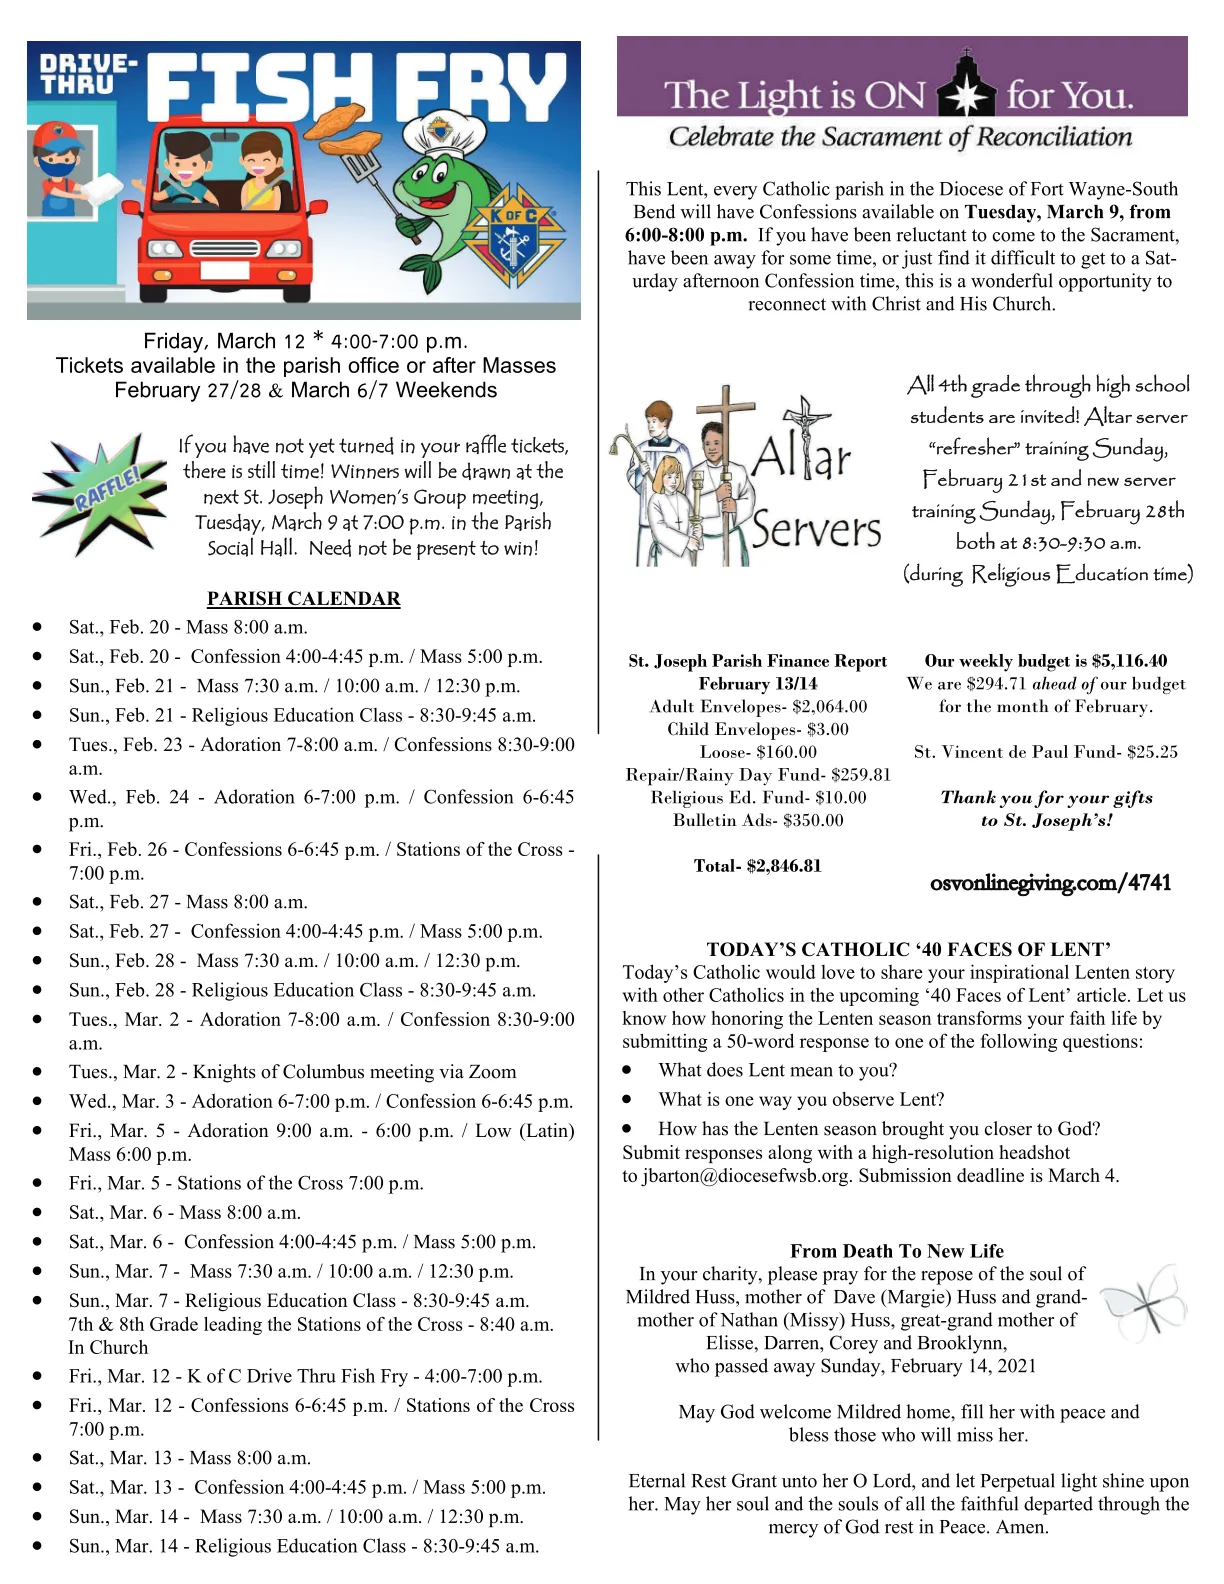 DRIVE-
THRU
FISH FRY
K OF C
Friday, March 12 * 4:00-7:00 p.m.
Tickets available in the parish office or after Masses
February 27/28 & March 6/7 Weekends
RAFFLE!
If you have not yet turned in your raffle tickets,
there is still time! Winners will be drawn at the
next St. Joseph Women's Group meeting,
Tuesday, March 9 at 7:00 p.m. in the Parish
Social Hall.  Need not be present to win!
PARISH CALENDAR
• Sat., Feb. 20 - Mass 8:00 a.m.
• Sat., Feb. 20 -  Confession 4:00-4:45 p.m. / Mass 5:00 p.m.
• Sun., Feb. 21 -  Mass 7:30 a.m. / 10:00 a.m. / 12:30 p.m.
• Sun., Feb. 21 - Religious Education Class - 8:30-9:45 a.m.
• Tues., Feb. 23 - Adoration 7-8:00 a.m. / Confessions 8:30-9:00
a.m.
• Wed., Feb. 24 - Adoration 6-7:00 p.m. / Confession 6-6:45
p.m.
• Fri., Feb. 26 - Confessions 6-6:45 p.m. / Stations of the Cross -
7:00 p.m.
• Sat., Feb. 27 - Mass 8:00 a.m.
• Sat., Feb. 27 -  Confession 4:00-4:45 p.m. / Mass 5:00 p.m.
• Sun., Feb. 28 -  Mass 7:30 a.m. / 10:00 a.m. / 12:30 p.m.
• Sun., Feb. 28 - Religious Education Class - 8:30-9:45 a.m.
• Tues., Mar. 2 - Adoration 7-8:00 a.m. / Confession 8:30-9:00
a.m.
• Tues., Mar. 2 - Knights of Columbus meeting via Zoom
• Wed., Mar. 3 - Adoration 6-7:00 p.m. / Confession 6-6:45 p.m.
• Fri., Mar. 5 - Adoration 9:00 a.m. - 6:00 p.m. / Low (Latin)
Mass 6:00 p.m.
• Fri., Mar. 5 - Stations of the Cross 7:00 p.m.
• Sat., Mar. 6 - Mass 8:00 a.m.
• Sat., Mar. 6 -  Confession 4:00-4:45 p.m. / Mass 5:00 p.m.
• Sun., Mar. 7 -  Mass 7:30 a.m. / 10:00 a.m. / 12:30 p.m.
• Sun., Mar. 7 - Religious Education Class - 8:30-9:45 a.m.
7th & 8th Grade leading the Stations of the Cross - 8:40 a.m.
In Church
• Fri., Mar. 12 - K of C Drive Thru Fish Fry - 4:00-7:00 p.m.
• Fri., Mar. 12 - Confessions 6-6:45 p.m. / Stations of the Cross
7:00 p.m.
• Sat., Mar. 13 - Mass 8:00 a.m.
• Sat., Mar. 13 -  Confession 4:00-4:45 p.m. / Mass 5:00 p.m.
• Sun., Mar. 14 -  Mass 7:30 a.m. / 10:00 a.m. / 12:30 p.m.
• Sun., Mar. 14 - Religious Education Class - 8:30-9:45 a.m.
The Light is ON for You.
Celebrate the Sacrament of Reconciliation
This Lent, every Catholic parish in the Diocese of Fort Wayne-South
Bend will have Confessions available on Tuesday, March 9, from
6:00-8:00 p.m.  If you have been reluctant to come to the Sacrament,
have been away for some time, or just find it difficult to get to a Sat-
urday afternoon Confession time, this is a wonderful opportunity to
reconnect with Christ and His Church.
Altar
Servers
All 4th grade through high school
students are invited! Altar server
“refresher” training Sunday,
February 21st and new server
training Sunday, February 28th
both at 8:30-9:30 a.m.
(during  Religious Education time)
St. Joseph Parish Finance Report
February 13/14
Adult Envelopes- $2,064.00
Child Envelopes- $3.00
Loose- $160.00
Repair/Rainy Day Fund- $259.81
Religious Ed. Fund- $10.00
Bulletin Ads- $350.00
Total- $2,846.81
Our weekly budget is $5,116.40
We are $294.71 ahead of our budget
for the month of February.
St. Vincent de Paul Fund- $25.25
Thank you for your gifts
to St. Joseph's!
osvonlinegiving.com/4741
TODAY’S CATHOLIC ‘40 FACES OF LENT’
Today’s Catholic would love to share your inspirational Lenten story
with other Catholics in the upcoming ‘40 Faces of Lent’ article. Let us
know how honoring the Lenten season transforms your faith life by
submitting a 50-word response to one of the following questions:
• What does Lent mean to you?
• What is one way you observe Lent?
• How has the Lenten season brought you closer to God?
Submit responses along with a high-resolution headshot
to jbarton@diocesefwsb.org. Submission deadline is March 4.
From Death To New Life
In your charity, please pray for the repose of the soul of
Mildred Huss, mother of  Dave (Margie) Huss and grand-
mother of Nathan (Missy) Huss, great-grand mother of
Elisse, Darren, Corey and Brooklynn,
who passed away Sunday, February 14, 2021
May God welcome Mildred home, fill her with peace and
bless those who will miss her.
Eternal Rest Grant unto her O Lord, and let Perpetual light shine upon
her. May her soul and the souls of all the faithful departed through the
mercy of God rest in Peace. Amen.